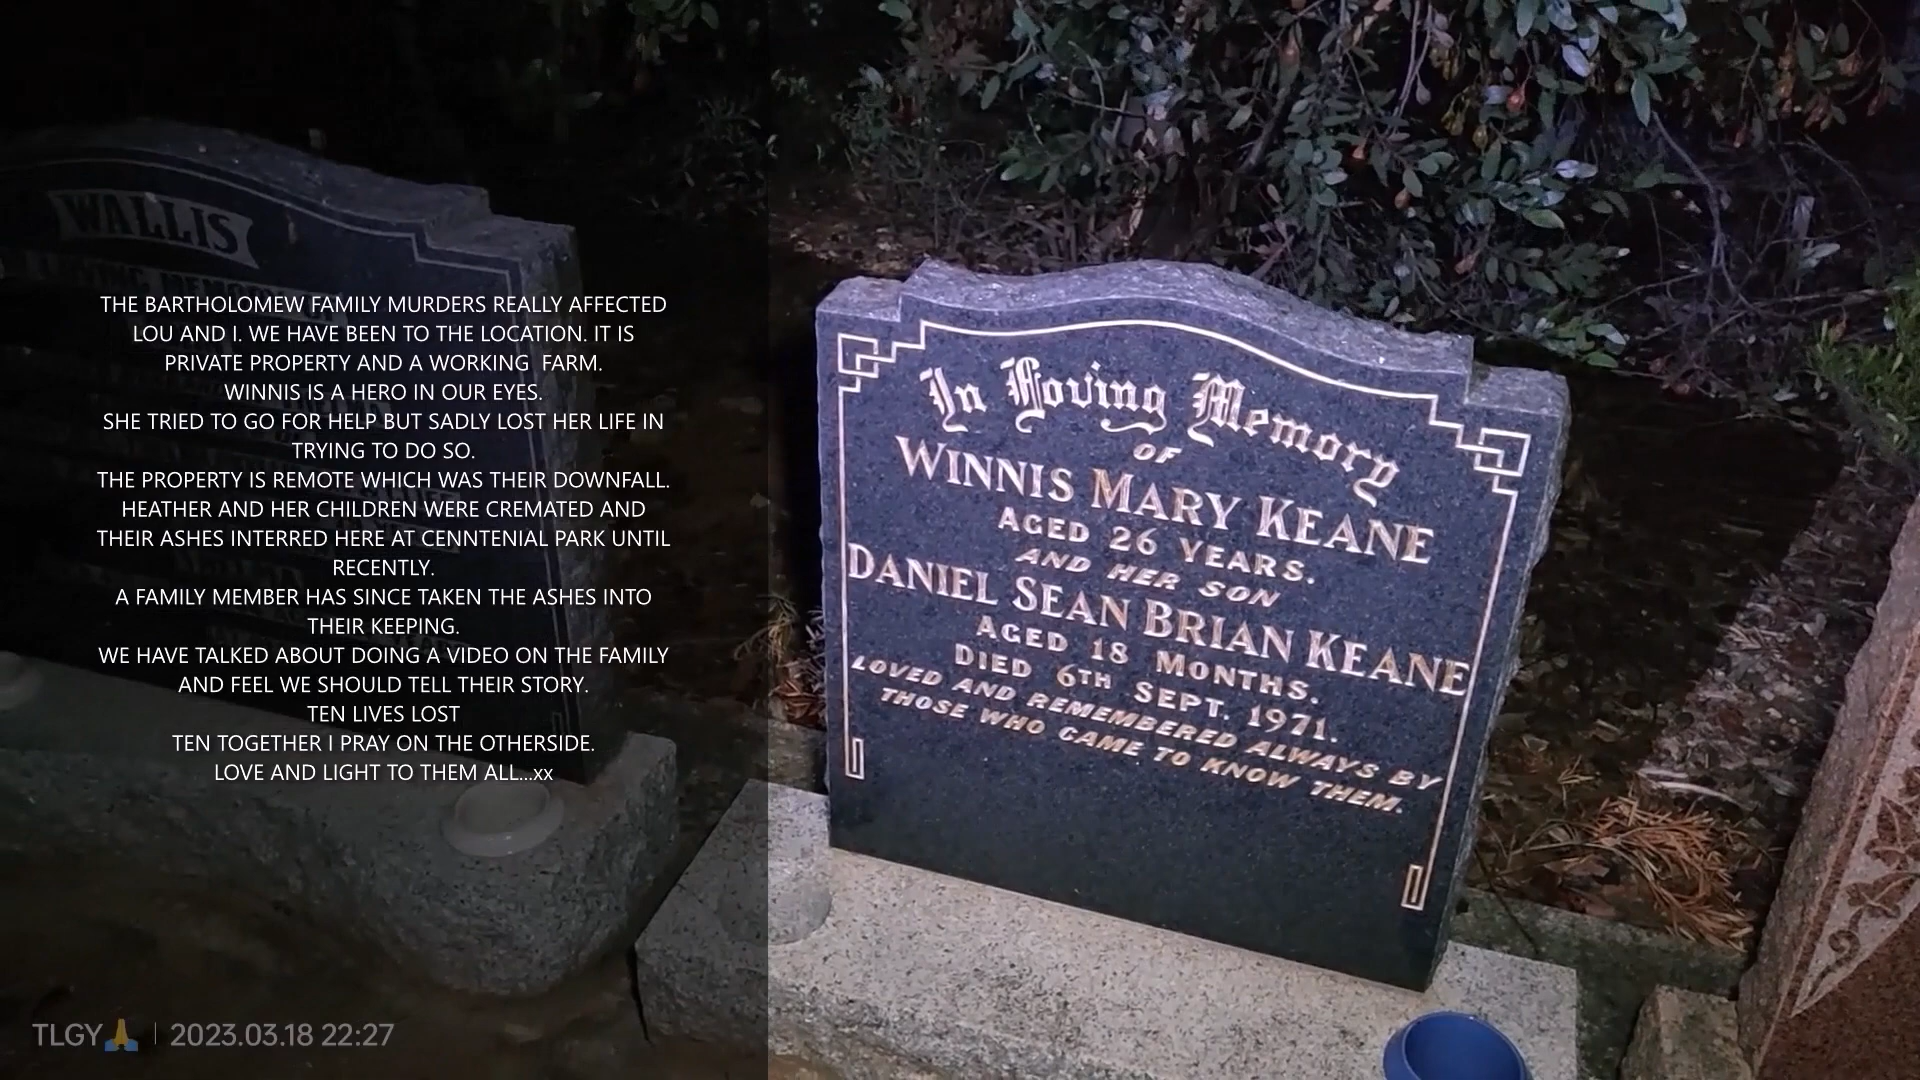 WALLIS
THE BARTHOLOMEW FAMILY MURDERS REALLY AFFECTED
LOU AND I. WE HAVE BEEN TO THE LOCATION. IT IS
PRIVATE PROPERTY AND A WORKING FARM.
WINNIS IS A HERO IN OUR EYES.
SHE TRIED TO GO FOR HELP BUT SADLY LOST HER LIFE IN
TRYING TO DO SO.
THE PROPERTY IS REMOTE WHICH WAS THEIR DOWNFALL.
HEATHER AND HER CHILDREN WERE CREMATED AND
THEIR ASHES INTERRED HERE AT CENNTENIAL PARK UNTIL
RECENTLY.
A FAMILY MEMBER HAS SINCE TAKEN THE ASHES INTO
THEIR KEEPING.
WE HAVE TALKED ABOUT DOING A VIDEO ON THE FAMILY
AND FEEL WE SHOULD TELL THEIR STORY.
TEN LIVES LOST
TEN TOGETHER I PRAY ON THE OTHERSIDE.
LOVE AND LIGHT TO THEM ALL...xx
In Loving Memory
OF
WINNIS MARY KEANE
AGED 26 YEARS.
AND HER SON
DANIEL SEAN BRIAN KEANE
AGED 18 MONTHS.
DIED 6TH SEPT. 1971.
LOVED AND REMEMBERED ALWAYS BY
THOSE WHO CAME TO KNOW THEM.
TLGY🙏 | 2023.03.18 22:27